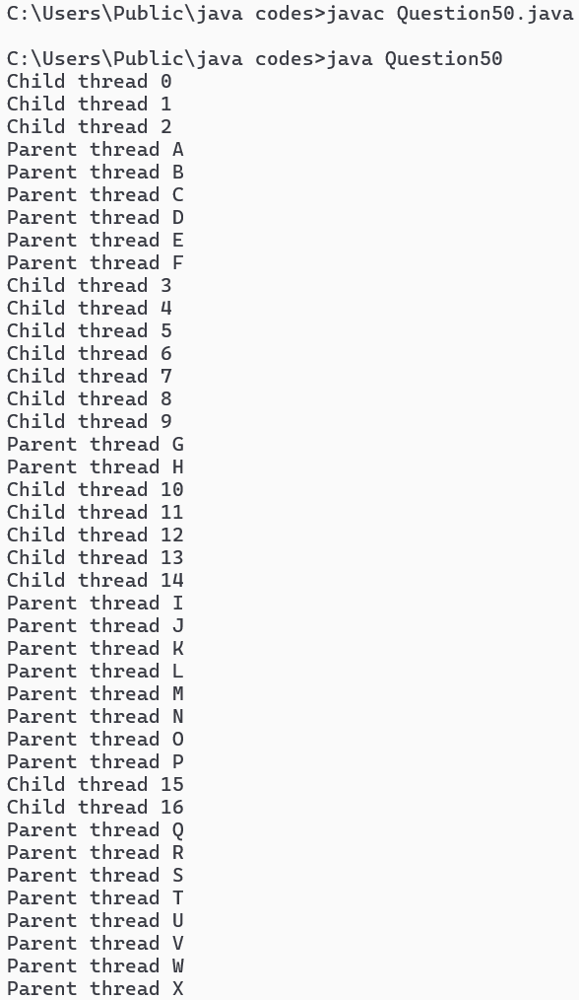 C:\Users\Public\java codes>javac Question50.java
C:\Users\Public\java codes>java Question50
Child thread 0
Child thread 1
Child thread 2
Parent thread A
Parent thread B
Parent thread C
Parent thread D
Parent thread E
Parent thread F
Child thread 3
Child thread 4
Child thread 5
Child thread 6
Child thread 7
Child thread 8
Child thread 9
Parent thread G
Parent thread H
Child thread 10
Child thread 11
Child thread 12
Child thread 13
Child thread 14
Parent thread I
Parent thread J
Parent thread K
Parent thread L
Parent thread M
Parent thread N
Parent thread O
Parent thread P
Child thread 15
Child thread 16
Parent thread Q
Parent thread R
Parent thread S
Parent thread T
Parent thread U
Parent thread V
Parent thread W
Parent thread X